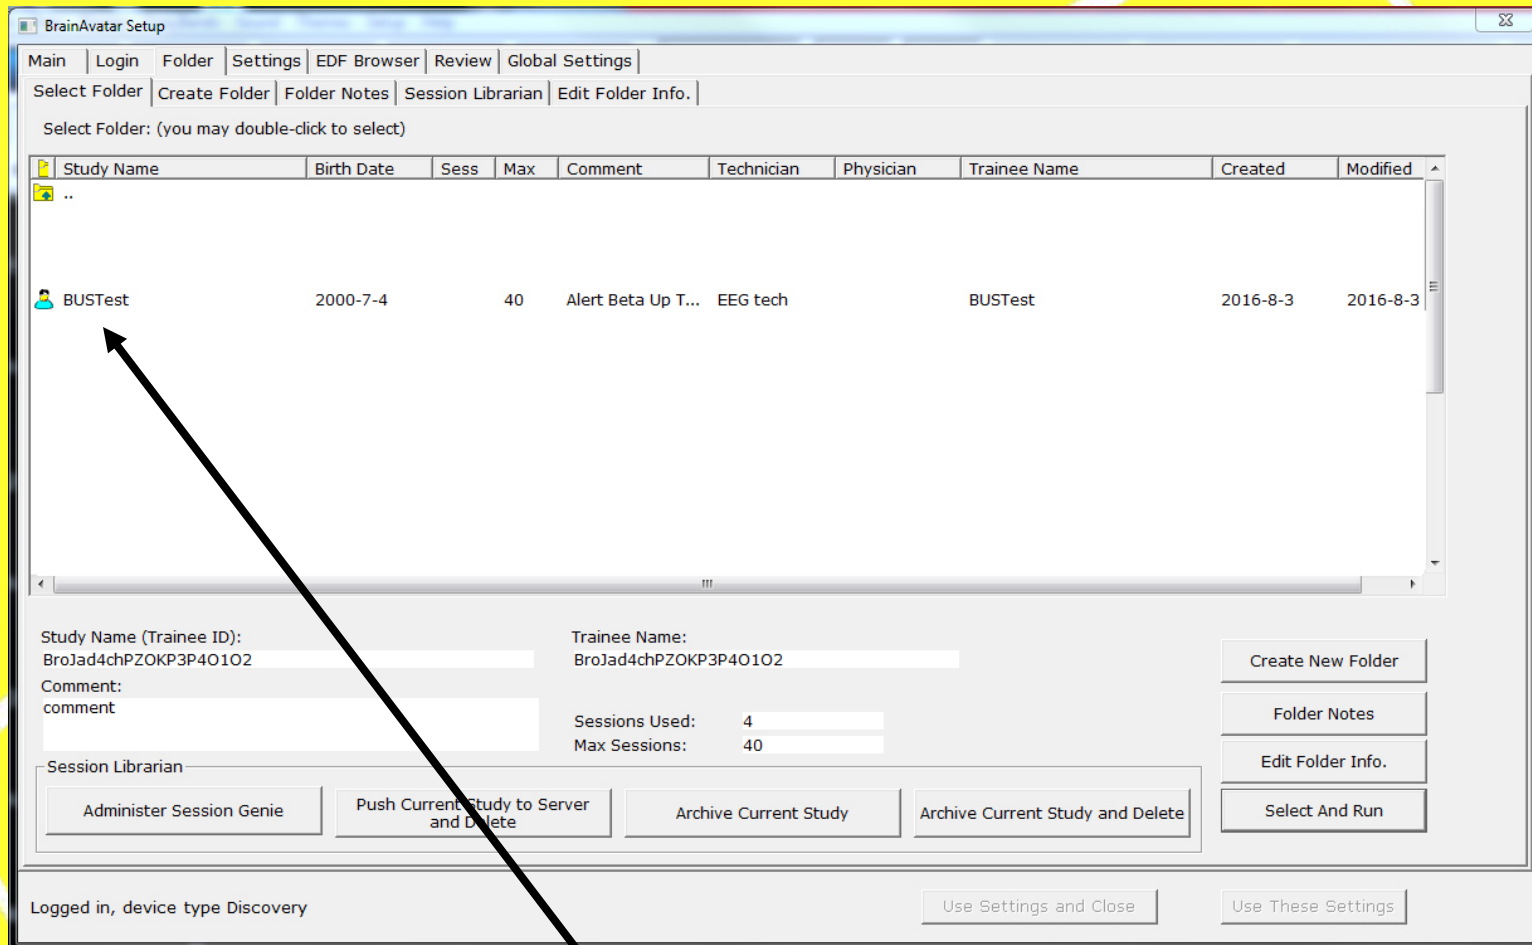 BrainAvatar Setup
Main Login Folder Settings EDF Browser Review Global Settings
Select Folder Create Folder Folder Notes Session Librarian Edit Folder Info.
Select Folder: (you may double-click to select)
Study Name Birth Date Sess Max Comment Technician Physician Trainee Name Created Modified
..
BUSTest 2000-7-4 40 Alert Beta Up T... EEG tech BUSTest 2016-8-3 2016-8-3
Study Name (Trainee ID): Trainee Name:
BroJad4chPZOKP3P4O1O2 BroJad4chPZOKP3P4O1O2
Comment:
comment
Sessions Used: 4
Max Sessions: 40
Create New Folder
Folder Notes
Edit Folder Info.
Select And Run
Session Librarian
Administer Session Genie
Push Current Study to Server
and Delete
Archive Current Study
Archive Current Study and Delete
Logged in, device type Discovery
Use Settings and Close
Use These Settings